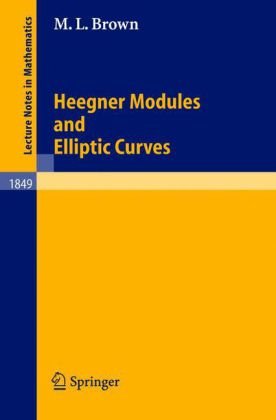 M. L. Brown
Lecture Notes in Mathematics
1849
Heegner Modules
and
Elliptic Curves
Springer